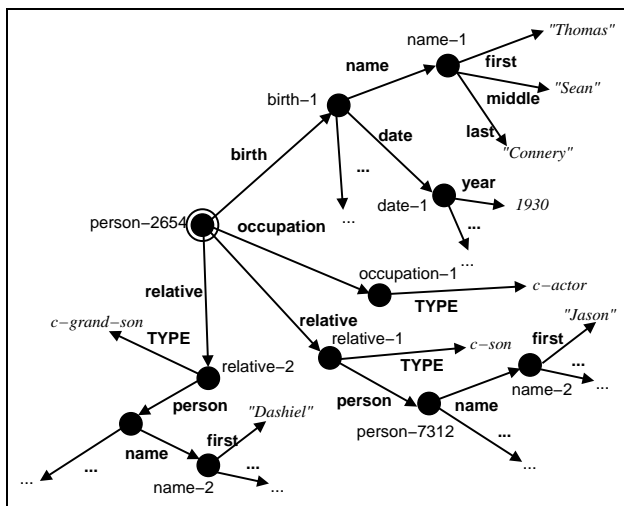 name-1
"Thomas"
name
first
"Sean"
middle
birth-1
last
birth
date
"Connery"
...
year
date-1
1930
person-2654
occupation
...
...
...
occupation-1
c-actor
relative
TYPE
"Jason"
c-grand-son
relative
TYPE
relative-1
c-son
first
relative-2
TYPE
...
person
"Dashiel"
person
name
name-2
...
person-7312
first
...
name
...
...
...
...
name-2
...